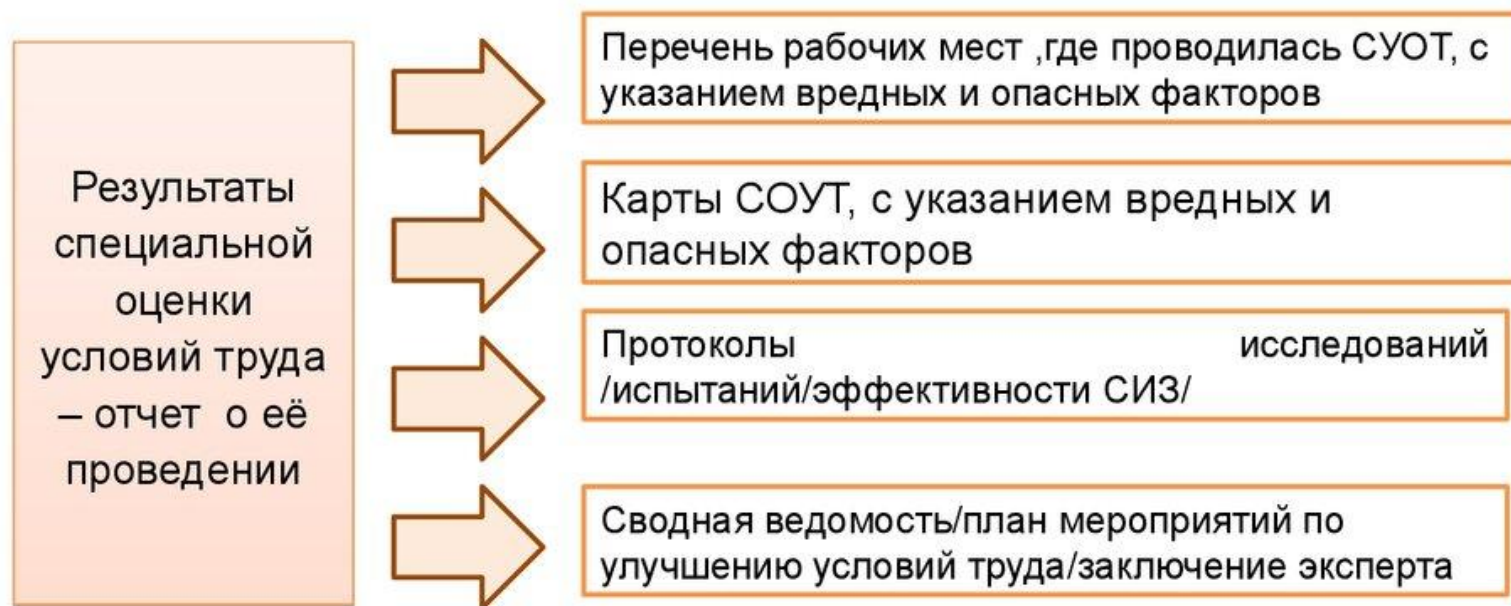 Результаты
специальной
оценки
условий труда
– отчет о её
проведении
Перечень рабочих мест ,где проводилась СУОТ, с
указанием вредных и опасных факторов
Карты СОУТ, с указанием вредных и
опасных факторов
Протоколы исследований
/испытаний/эффективности СИЗ/
Сводная ведомость/план мероприятий по
улучшению условий труда/заключение эксперта